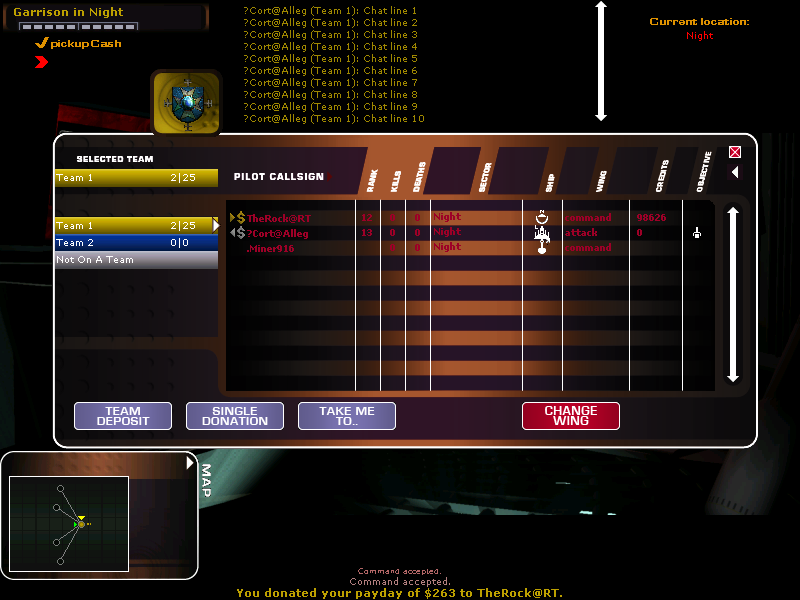 Garrison in Night
pickupCash
?Cort@Alleg (Team 1): Chat line 1
?Cort@Alleg (Team 1): Chat line 2
?Cort@Alleg (Team 1): Chat line 3
?Cort@Alleg (Team 1): Chat line 4
?Cort@Alleg (Team 1): Chat line 5
?Cort@Alleg (Team 1): Chat line 6
?Cort@Alleg (Team 1): Chat line 7
?Cort@Alleg (Team 1): Chat line 8
?Cort@Alleg (Team 1): Chat line 9
?Cort@Alleg (Team 1): Chat line 10
Current location:
Night
SELECTED TEAM
Team 1 2|25
Team 1 2|25
Team 2 0|0
Not On A Team
PILOT CALLSIGN RANK KILLS DEATHS SECTOR SHIP WING CREDITS OBJECTIVE
$TheRock@RT 12 0 0 Night command 98626
$?Cort@Alleg 13 0 0 Night attack 0
.Miner916 0 0 Night command
TEAM DEPOSIT
SINGLE DONATION
TAKE ME TO..
CHANGE WING
MAP
Command accepted.
Command accepted.
You donated your payday of $263 to TheRock@RT.